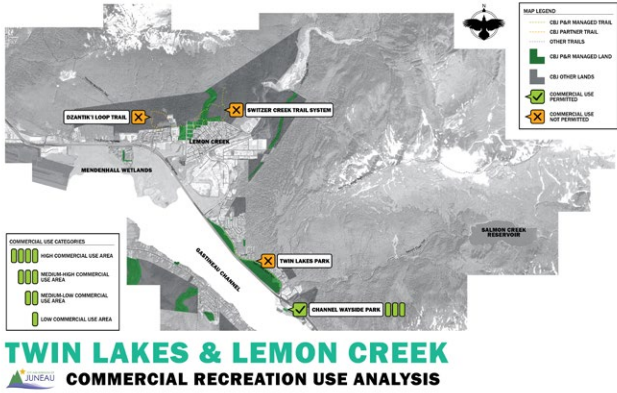 N
MAP LEGEND
CBJ P&R MANAGED TRAIL
CBJ PARTNER TRAIL
OTHER TRAILS
CBJ P&R MANAGED LAND
CBJ OTHER LANDS
COMMERCIAL USE
PERMITTED
COMMERCIAL USE
NOT PERMITTED
DZANTIK'I LOOP TRAIL
SWITZER CREEK TRAIL SYSTEM
LEMON CREEK
MENDENHALL WETLANDS
SALMON CREEK
RESERVOIR
COMMERCIAL USE CATEGORIES
HIGH COMMERCIAL
USE AREA
MEDIUM-HIGH COMMERCIAL
USE AREA
MEDIUM-LOW COMMERCIAL
USE AREA
LOW COMMERCIAL USE AREA
TWIN LAKES PARK
GASTINEAU CHANNEL
CHANNEL WAYSIDE PARK
TWIN LAKES & LEMON CREEK
JUNEAU
COMMERCIAL RECREATION USE ANALYSIS